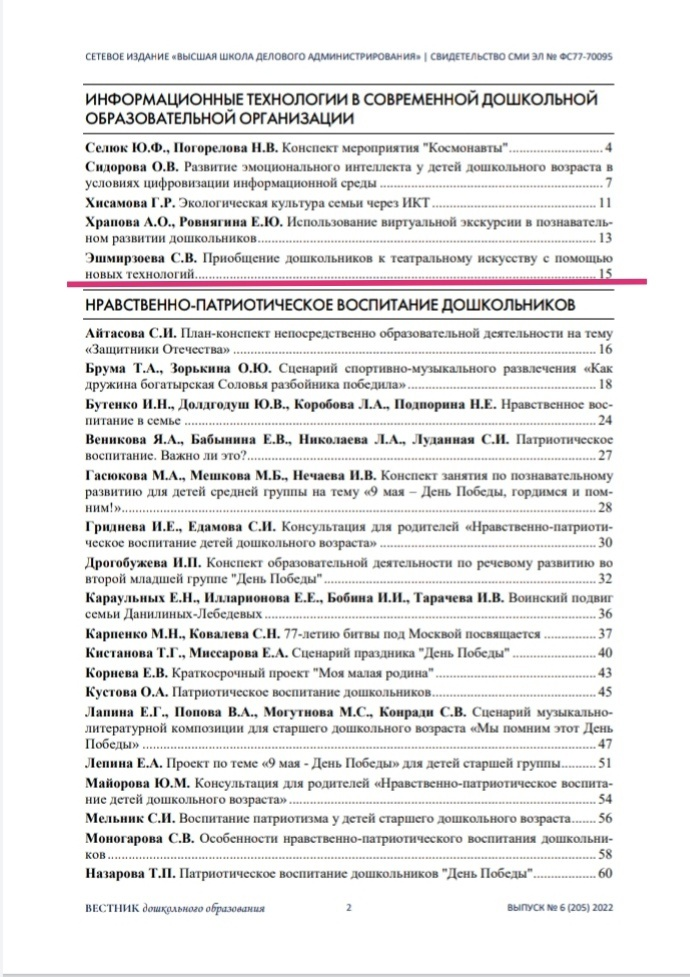 СЕТЕВОЕ ИЗДАНИЕ «ВЫСШАЯ ШКОЛА ДЕЛОВОГО АДМИНИСТРИРОВАНИЯ» | СВИДЕТЕЛЬСТВО СМИ ЭЛ № ФС77-70095
ИНФОРМАЦИОННЫЕ ТЕХНОЛОГИИ В СОВРЕМЕННОЙ ДОШКОЛЬНОЙ
ОБРАЗОВАТЕЛЬНОЙ ОРГАНИЗАЦИИ
Селюк Ю.Ф., Погорелова Н.В. Конспект мероприятия "Космонавты" 4
Сидорова О.В. Развитие эмоционального интеллекта у детей дошкольного возраста в
условиях цифровизации информационной среды 7
Хисамова Г.Р. Экологическая культура семьи через ИКТ 11
Храпова А.О., Ровнягина Е.Ю. Использование виртуальной экскурсии в познаватель-
ном развитии дошкольников 13
Эшмирзоева С.В. Приобщение дошкольников к театральному искусству с помощью
новых технологий 15
НРАВСТВЕННО-ПАТРИОТИЧЕСКОЕ ВОСПИТАНИЕ ДОШКОЛЬНИКОВ
Айтасова С.И. План-конспект непосредственно образовательной деятельности на тему
«Защитники Отечества» 16
Брума Т.А., Зорькина О.Ю. Сценарий спортивно-музыкального развлечения «Как
дружина богатырская Соловья разбойника победила» 18
Бутенко И.Н., Долдгодуш Ю.В., Коробова Л.А., Подпорина Н.Е. Нравственное вос-
питание в семье 24
Веникова Я.А., Бабынина Е.В., Николаева Л.А., Луданная С.И. Патриотическое
воспитание. Важно ли это? 27
Гасюкова М.А., Мешкова М.Б., Нечаева И.В. Конспект занятия по познавательному
развитию для детей средней группы на тему «9 мая – День Победы, гордимся и пом-
ним!» 28
Гриднева И.Е., Едамова С.И. Консультация для родителей «Нравственно-патриоти-
ческое воспитание детей дошкольного возраста» 30
Дрогобужева И.П. Конспект образовательной деятельности по речевому развитию во
второй младшей группе "День Победы" 32
Караульных Е.Н., Илларионова Е.Е., Бобина И.И., Тарачева И.В. Воинский подвиг
семьи Данилиных-Лебедевых 36
Карпенко М.Н., Ковалева С.Н. 77-летию битвы под Москвой посвящается 37
Кистанова Т.Г., Миссарова Е.А. Сценарий праздника "День Победы" 40
Корнева Е.В. Краткосрочный проект "Моя малая родина" 43
Кустова О.А. Патриотическое воспитание дошкольников 45
Лапина Е.Г., Попова В.А., Могутнова М.С., Конради С.В. Сценарий музыкально-
литературной композиции для старшего дошкольного возраста «Мы помним этот День
Победы» 47
Лепина Е.А. Проект по теме «9 мая - День Победы» для детей старшей группы 51
Майорова Ю.М. Консультация для родителей «Нравственно-патриотическое воспита-
ние детей дошкольного возраста» 54
Мельник С.И. Воспитание патриотизма у детей старшего дошкольного возраста 56
Моногарова С.В. Особенности нравственно-патриотического воспитания дошкольни-
ков 58
Назарова Т.П. Патриотическое воспитание дошкольников "День Победы" 60
ВЕСТНИК дошкольного образования 2 ВЫПУСК № 6 (205) 2022